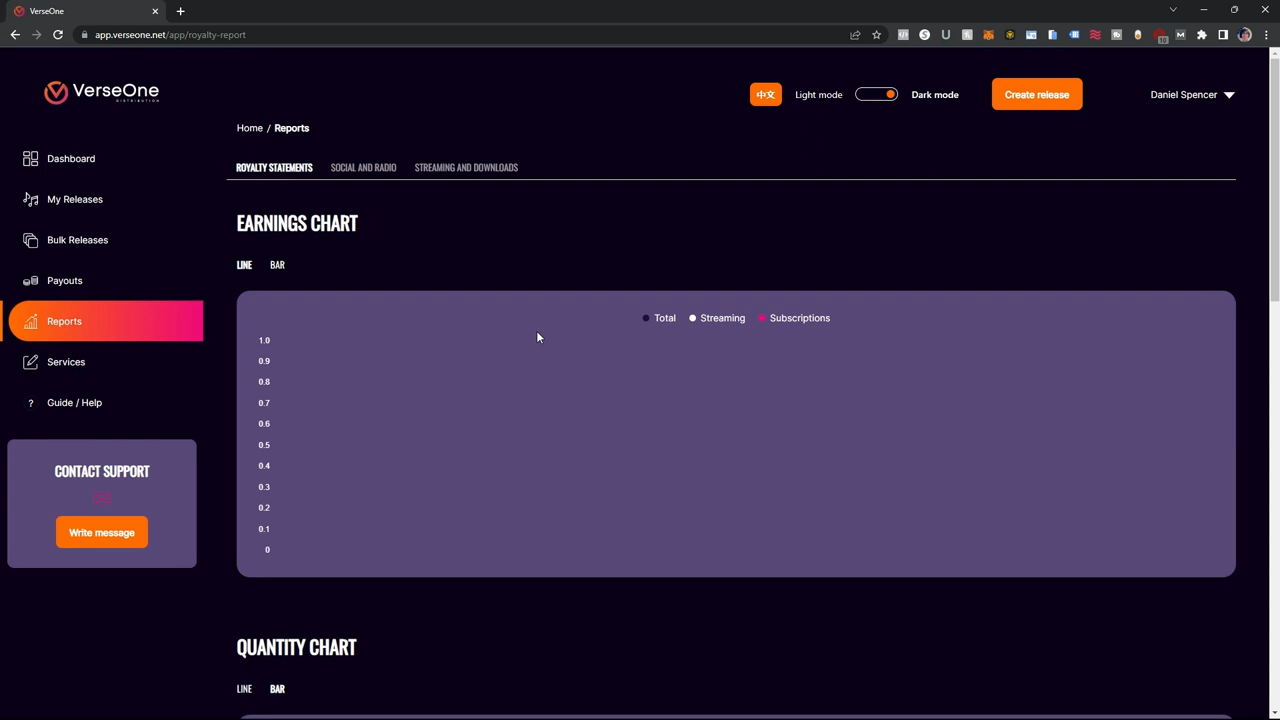 VerseOne
app.verseone.net/app/royalty-report
10
VerseOne
DISTRIBUTION
中文
Light mode
Dark mode
Create release
Daniel Spencer
Home / Reports
Dashboard
My Releases
Bulk Releases
Payouts
Reports
Services
? Guide / Help
CONTACT SUPPORT
Write message
ROYALTY STATEMENTS
SOCIAL AND RADIO
STREAMING AND DOWNLOADS
EARNINGS CHART
LINE
BAR
Total
Streaming
Subscriptions
1.0
0.9
0.8
0.7
0.6
0.5
0.4
0.3
0.2
0.1
0
QUANTITY CHART
LINE
BAR